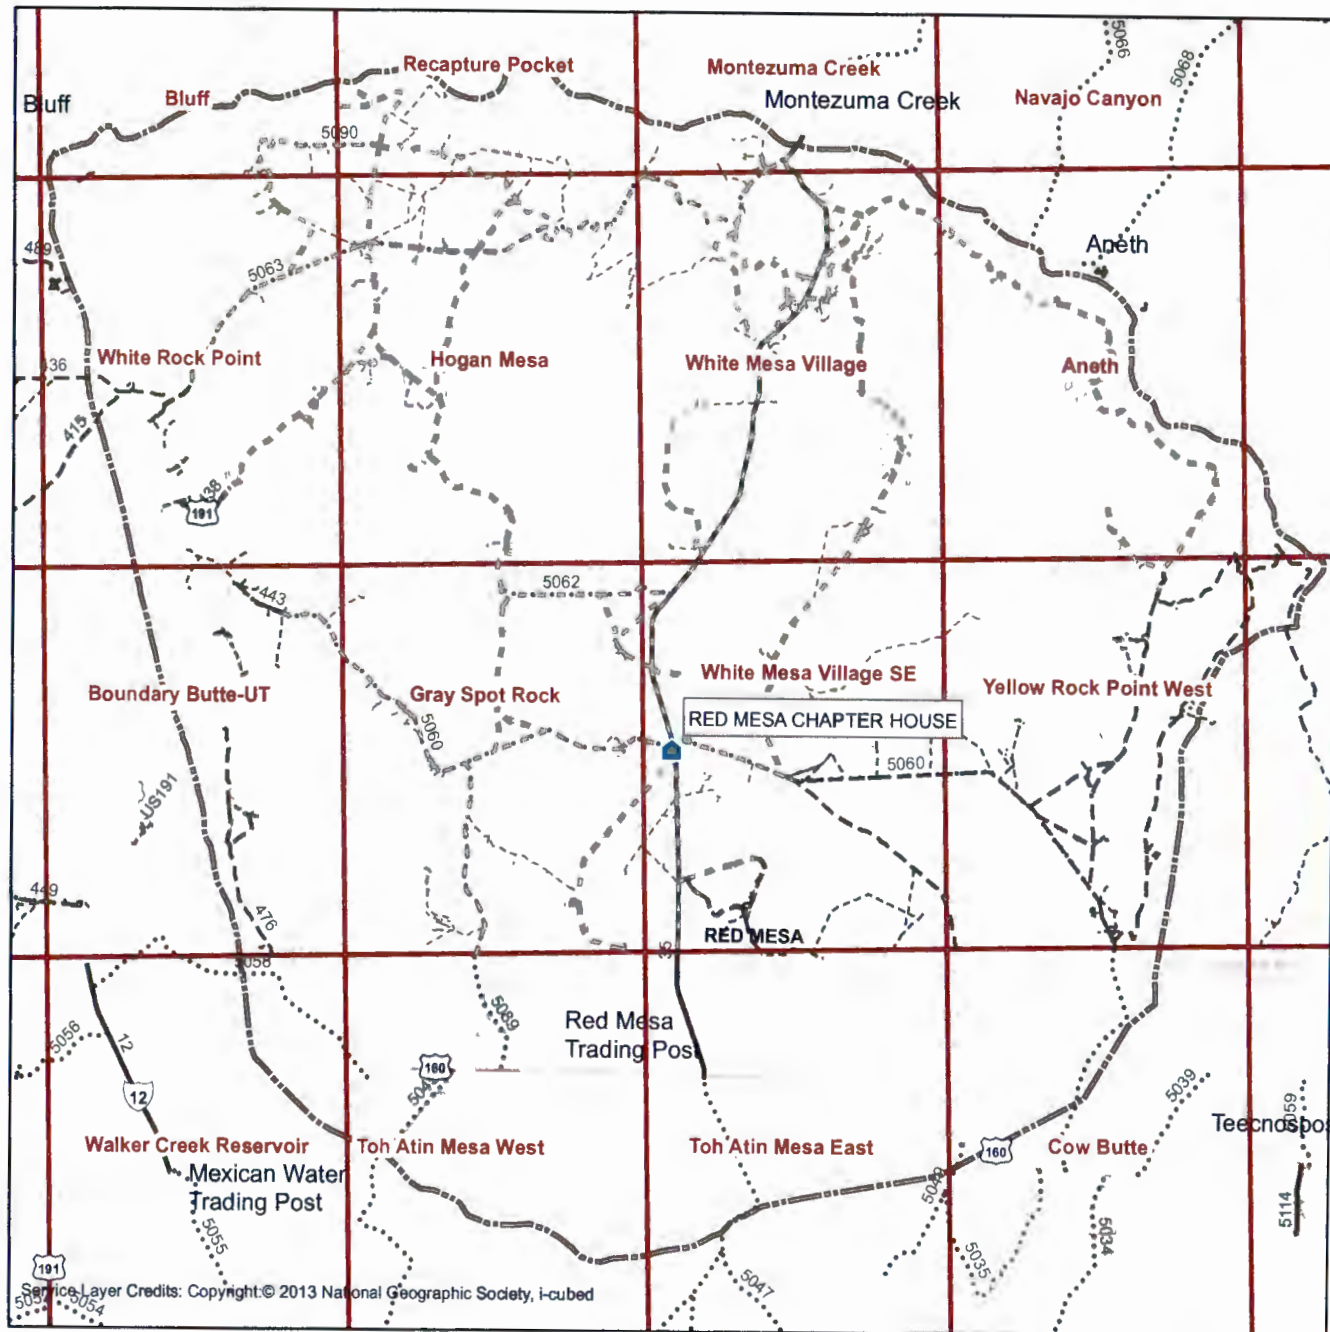 Recapture Pocket
Montezuma Creek
5066
5068
Bluff
Bluff
Montezuma Creek
Navajo Canyon
5090
489
5063
Aneth
436
White Rock Point
Hogan Mesa
White Mesa Village
Aneth
415
438
191
5062
443
White Mesa Village SE
Boundary Butte-UT
Gray Spot Rock
Yellow Rock Point West
RED MESA CHAPTER HOUSE
5060
5060
US191
449
476
RED MESA
35
5058
5089
Red Mesa
Trading Post
5056
12
160
12
5039
5059
Teecnospos
Walker Creek Reservoir
Toh Atin Mesa West
Toh Atin Mesa East
160
Cow Butte
Mexican Water
Trading Post
5114
5055
5034
5035
191
5047
Service Layer Credits: Copyright:© 2013 National Geographic Society, i-cubed
5054